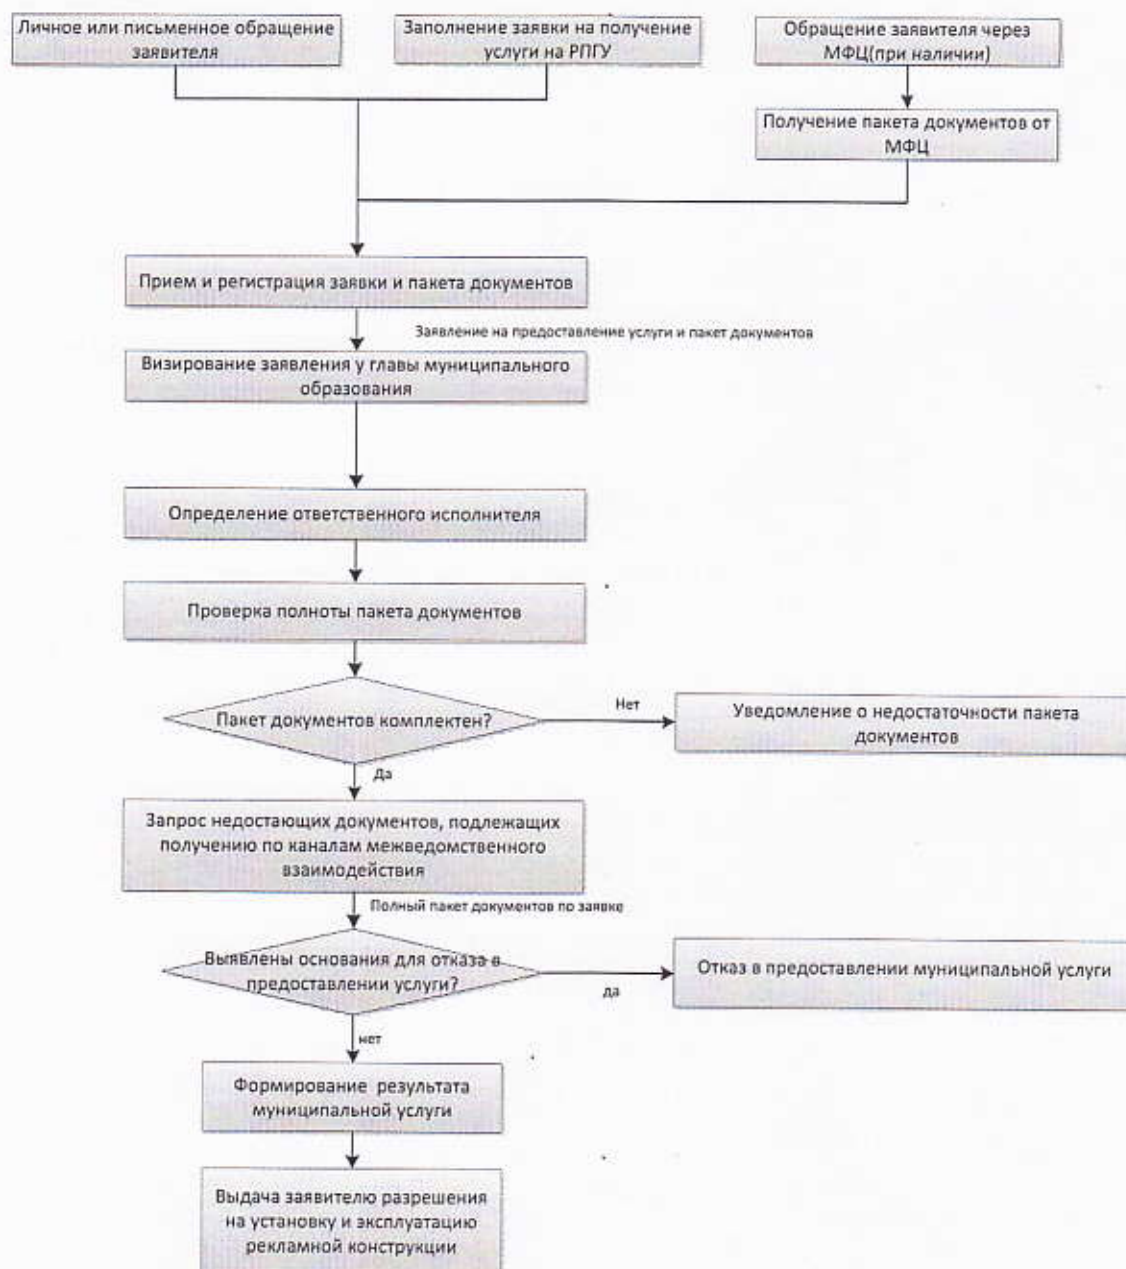 Личное или письменное обращение
заявителя
Заполнение заявки на получение
услуги на РПГУ
Обращение заявителя через
МФЦ(при наличии)
Получение пакета документов от
МФЦ
Прием и регистрация заявки и пакета документов
Заявление на предоставление услуги и пакет документов
Визирование заявления у главы муниципального
образования
Определение ответственного исполнителя
Проверка полноты пакета документов
Пакет документов комплектен?
Нет
Уведомление о недостаточности пакета
документов
Да
Запрос недостающих документов, подлежащих
получению по каналам межведомственного
взаимодействия
Полный пакет документов по заявке
Выявлены основания для отказа в
предоставлении услуги?
да
Отказ в предоставлении муниципальной услуги
нет
Формирование результата
муниципальной услуги
Выдача заявителю разрешения
на установку и эксплуатацию
рекламной конструкции